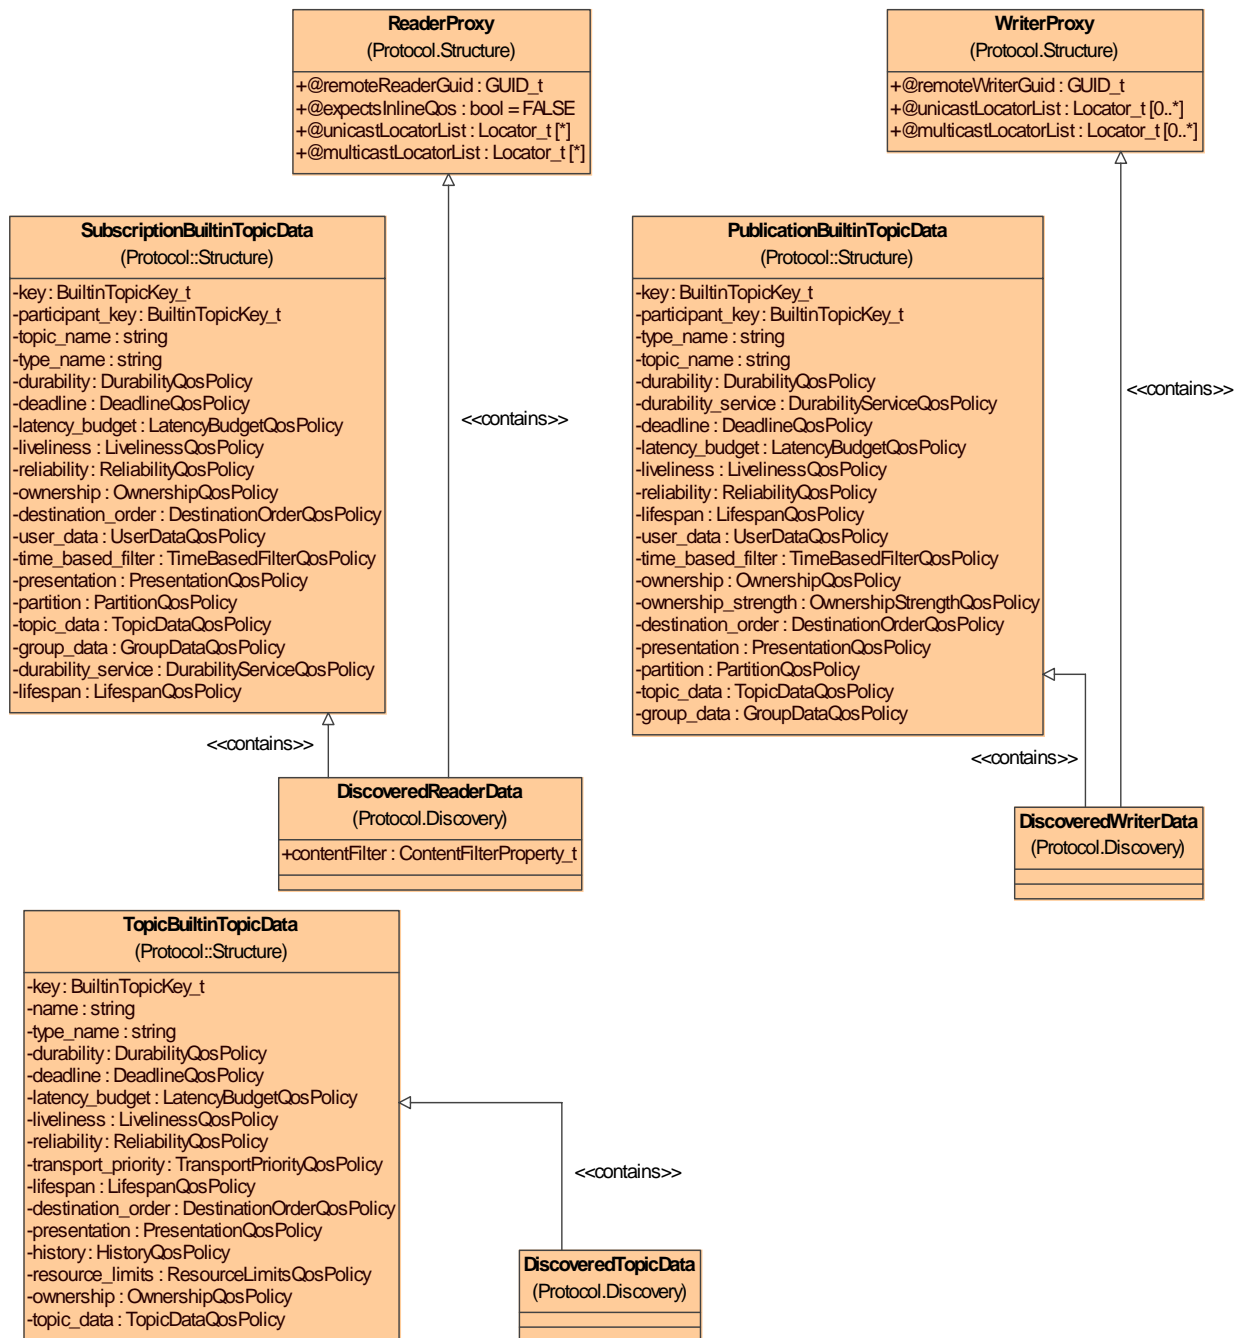 ReaderProxy
(Protocol.Structure)
+@remoteReaderGuid : GUID_t
+@expectsInlineQos : bool = FALSE
+@unicastLocatorList : Locator_t [*]
+@multicastLocatorList : Locator_t [*]
WriterProxy
(Protocol.Structure)
+@remoteWriterGuid : GUID_t
+@unicastLocatorList : Locator_t [0..*]
+@multicastLocatorList : Locator_t [0..*]
SubscriptionBuiltinTopicData
(Protocol::Structure)
-key : BuiltinTopicKey_t
-participant_key : BuiltinTopicKey_t
-topic_name : string
-type_name : string
-durability : DurabilityQosPolicy
-deadline : DeadlineQosPolicy
-latency_budget : LatencyBudgetQosPolicy
-liveliness : LivelinessQosPolicy
-reliability : ReliabilityQosPolicy
-ownership : OwnershipQosPolicy
-destination_order : DestinationOrderQosPolicy
-user_data : UserDataQosPolicy
-time_based_filter : TimeBasedFilterQosPolicy
-presentation : PresentationQosPolicy
-partition : PartitionQosPolicy
-topic_data : TopicDataQosPolicy
-group_data : GroupDataQosPolicy
-durability_service : DurabilityServiceQosPolicy
-lifespan : LifespanQosPolicy
<<contains>>
PublicationBuiltinTopicData
(Protocol::Structure)
-key : BuiltinTopicKey_t
-participant_key : BuiltinTopicKey_t
-type_name : string
-topic_name : string
-durability : DurabilityQosPolicy
-durability_service : DurabilityServiceQosPolicy
-deadline : DeadlineQosPolicy
-latency_budget : LatencyBudgetQosPolicy
-liveliness : LivelinessQosPolicy
-reliability : ReliabilityQosPolicy
-lifespan : LifespanQosPolicy
-user_data : UserDataQosPolicy
-time_based_filter : TimeBasedFilterQosPolicy
-ownership : OwnershipQosPolicy
-ownership_strength : OwnershipStrengthQosPolicy
-destination_order : DestinationOrderQosPolicy
-presentation : PresentationQosPolicy
-partition : PartitionQosPolicy
-topic_data : TopicDataQosPolicy
-group_data : GroupDataQosPolicy
<<contains>>
<<contains>>
<<contains>>
DiscoveredReaderData
(Protocol.Discovery)
+contentFilter : ContentFilterProperty_t
DiscoveredWriterData
(Protocol.Discovery)
TopicBuiltinTopicData
(Protocol::Structure)
-key : BuiltinTopicKey_t
-name : string
-type_name : string
-durability : DurabilityQosPolicy
-deadline : DeadlineQosPolicy
-latency_budget : LatencyBudgetQosPolicy
-liveliness : LivelinessQosPolicy
-reliability : ReliabilityQosPolicy
-transport_priority : TransportPriorityQosPolicy
-lifespan : LifespanQosPolicy
-destination_order : DestinationOrderQosPolicy
-presentation : PresentationQosPolicy
-history : HistoryQosPolicy
-resource_limits : ResourceLimitsQosPolicy
-ownership : OwnershipQosPolicy
-topic_data : TopicDataQosPolicy
<<contains>>
DiscoveredTopicData
(Protocol.Discovery)